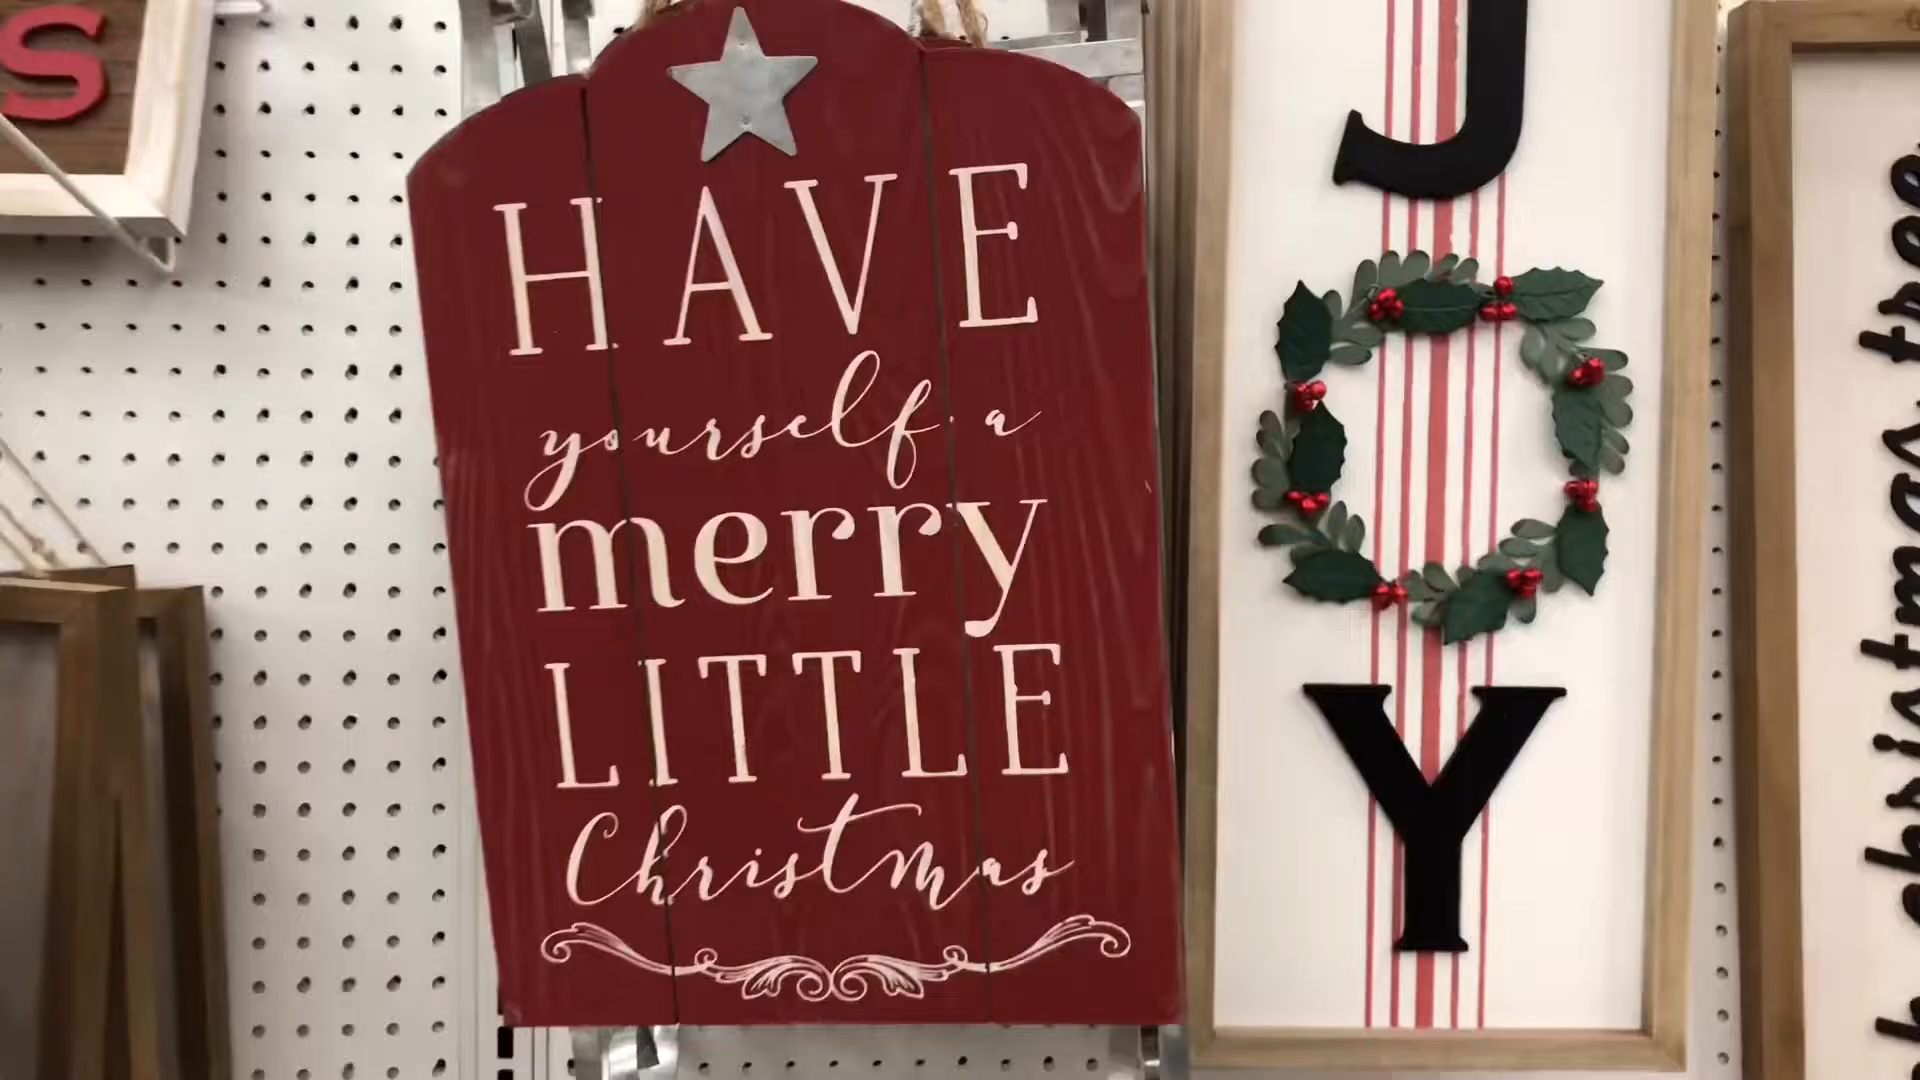 S
HAVE
yourself a
merry
LITTLE
Christmas
J
Y
christmas tree